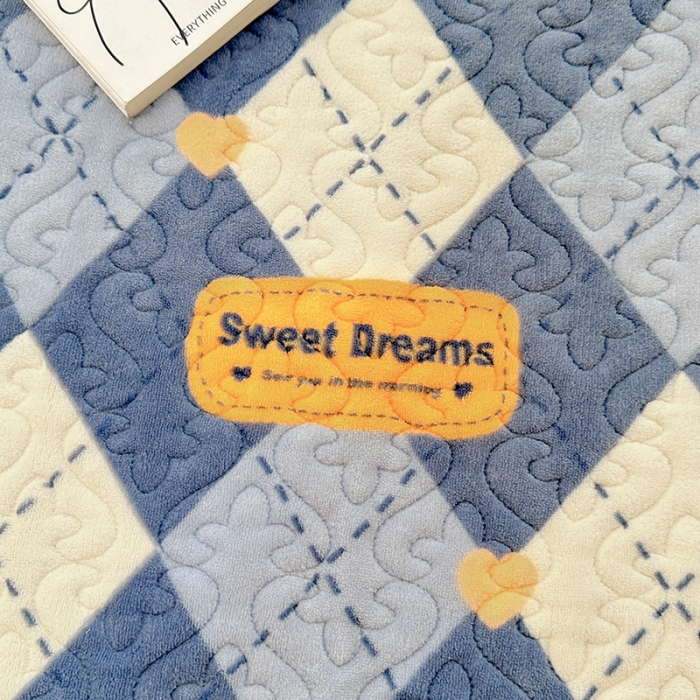 EVERYTHING
Sweet Dreams
See you in the morning